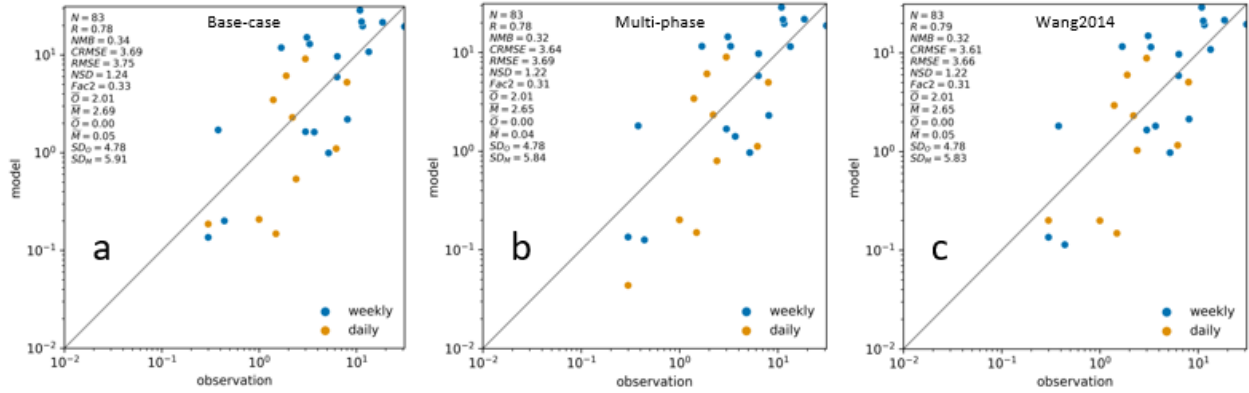 Base-case
N = 83
R = 0.78
NMB = 0.34
CRMSE = 3.69
RMSE = 3.75
NSD = 1.24
Fac2 = 0.33
O̅ = 2.01
M̅ = 2.69
O̅ = 0.00
M̅ = 0.05
SD_O = 4.78
SD_M = 5.91
10¹
10⁰
10⁻¹
10⁻²
model
a
weekly
daily
10⁻² 10⁻¹ 10⁰ 10¹
observation
Multi-phase
N = 83
R = 0.78
NMB = 0.32
CRMSE = 3.64
RMSE = 3.69
NSD = 1.22
Fac2 = 0.31
O̅ = 2.01
M̅ = 2.65
O̅ = 0.00
M̅ = 0.04
SD_O = 4.78
SD_M = 5.84
10¹
10⁰
10⁻¹
10⁻²
model
b
weekly
daily
10⁻² 10⁻¹ 10⁰ 10¹
observation
Wang2014
N = 83
R = 0.79
NMB = 0.32
CRMSE = 3.61
RMSE = 3.66
NSD = 1.22
Fac2 = 0.31
O̅ = 2.01
M̅ = 2.65
O̅ = 0.00
M̅ = 0.05
SD_O = 4.78
SD_M = 5.83
10¹
10⁰
10⁻¹
10⁻²
model
c
weekly
daily
10⁻² 10⁻¹ 10⁰ 10¹
observation